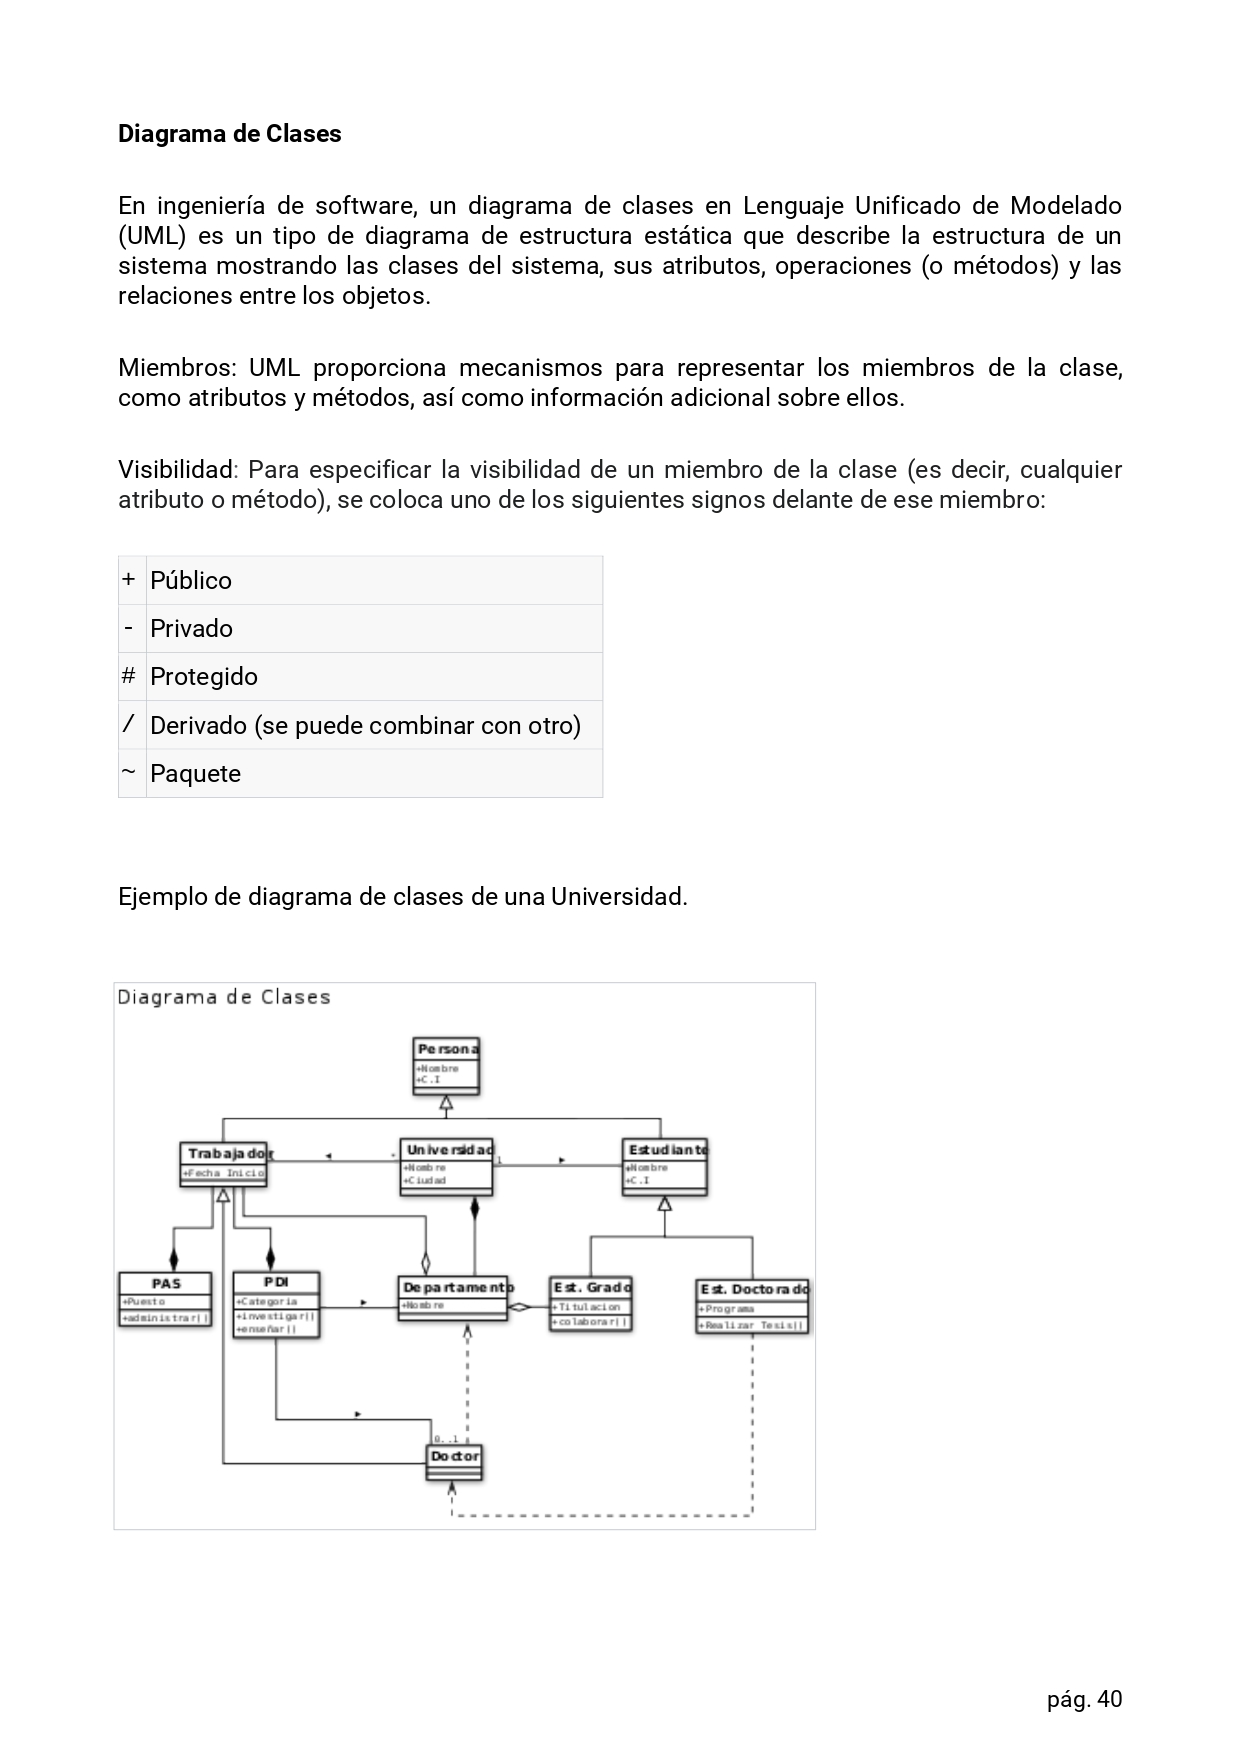 Diagrama de Clases
En ingeniería de software, un diagrama de clases en Lenguaje Unificado de Modelado
(UML) es un tipo de diagrama de estructura estática que describe la estructura de un
sistema mostrando las clases del sistema, sus atributos, operaciones (o métodos) y las
relaciones entre los objetos.
Miembros: UML proporciona mecanismos para representar los miembros de la clase,
como atributos y métodos, así como información adicional sobre ellos.
Visibilidad: Para especificar la visibilidad de un miembro de la clase (es decir, cualquier
atributo o método), se coloca uno de los siguientes signos delante de ese miembro:
+ Público
- Privado
# Protegido
/ Derivado (se puede combinar con otro)
~ Paquete
Ejemplo de diagrama de clases de una Universidad.
Diagrama de Clases
Persona
+Nombre
+C.I
Trabajador
+Fecha Inicio
Universidad
+Nombre
+Ciudad
1
Estudiante
+Nombre
+C.I
PAS
+Puesto
+administrar()
PDI
+Categoria
+investigar()
+enseñar()
Departamento
+Nombre
Est. Grado
+Titulacion
+colaborar()
Est. Doctorado
+Programa
+Realizar Tesis()
0..1
Doctor
pág. 40